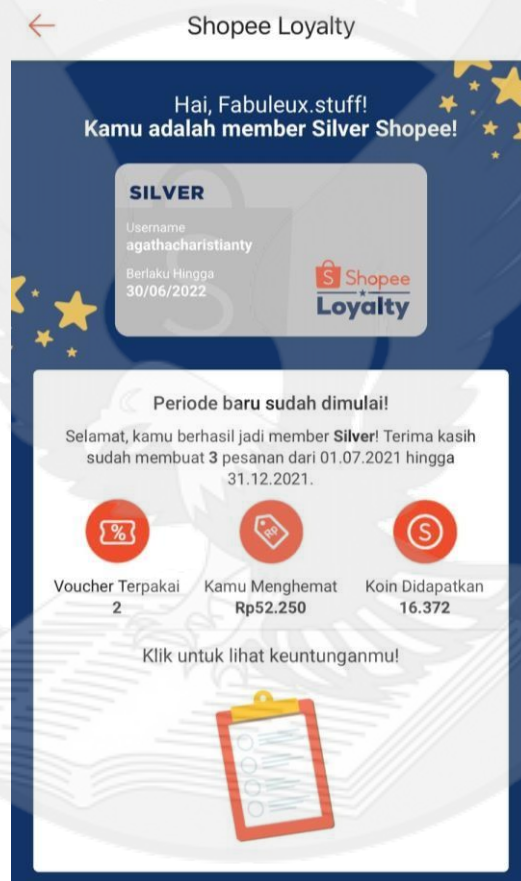 Shopee Loyalty
Hai, Fabuleux.stuff!
Kamu adalah member Silver Shopee!
SILVER
Username
agathacharistianty
Berlaku Hingga
30/06/2022
S Shopee
Loyalty
Periode baru sudah dimulai!
Selamat, kamu berhasil jadi member Silver! Terima kasih
sudah membuat 3 pesanan dari 01.07.2021 hingga
31.12.2021.
%
Rp
S
Voucher Terpakai
2
Kamu Menghemat
Rp52.250
Koin Didapatkan
16.372
Klik untuk lihat keuntunganmu!